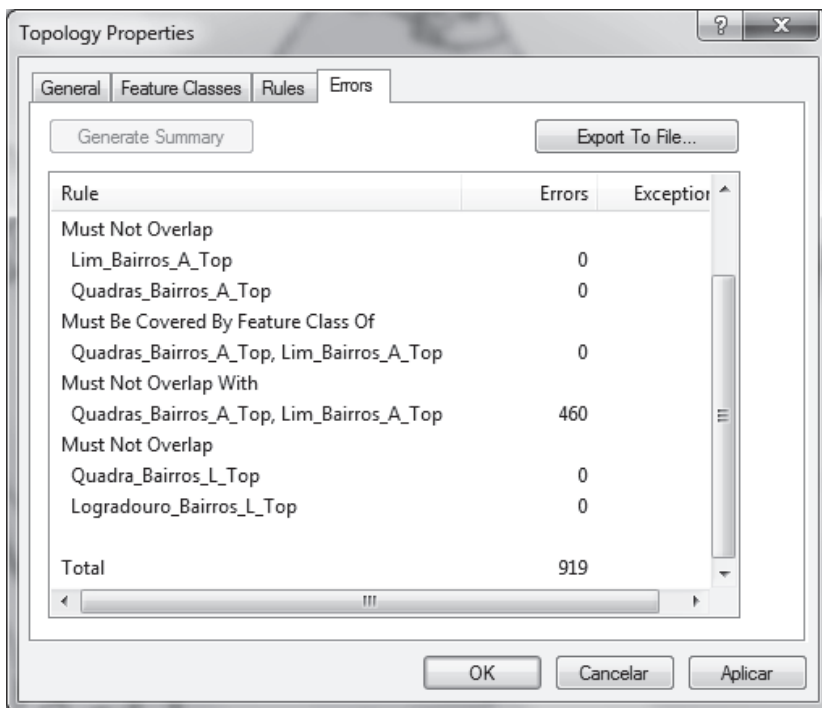 Topology Properties
General Feature Classes Rules Errors
Generate Summary Export To File...
Rule Errors Exception
Must Not Overlap
Lim_Bairros_A_Top 0
Quadras_Bairros_A_Top 0
Must Be Covered By Feature Class Of
Quadras_Bairros_A_Top, Lim_Bairros_A_Top 0
Must Not Overlap With
Quadras_Bairros_A_Top, Lim_Bairros_A_Top 460
Must Not Overlap
Quadra_Bairros_L_Top 0
Logradouro_Bairros_L_Top 0
Total 919
OK Cancelar Aplicar